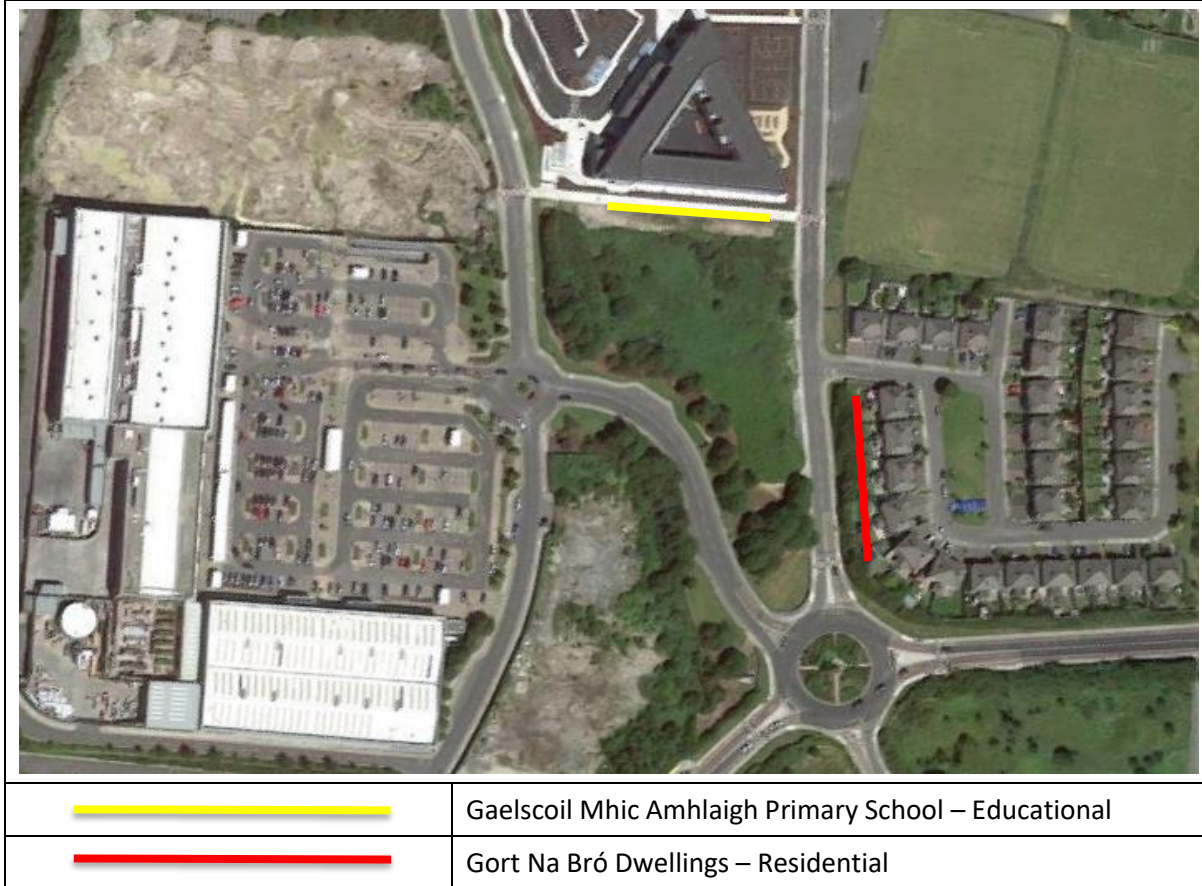 Gaelscoil Mhic Amhlaigh Primary School – Educational
Gort Na Bró Dwellings – Residential